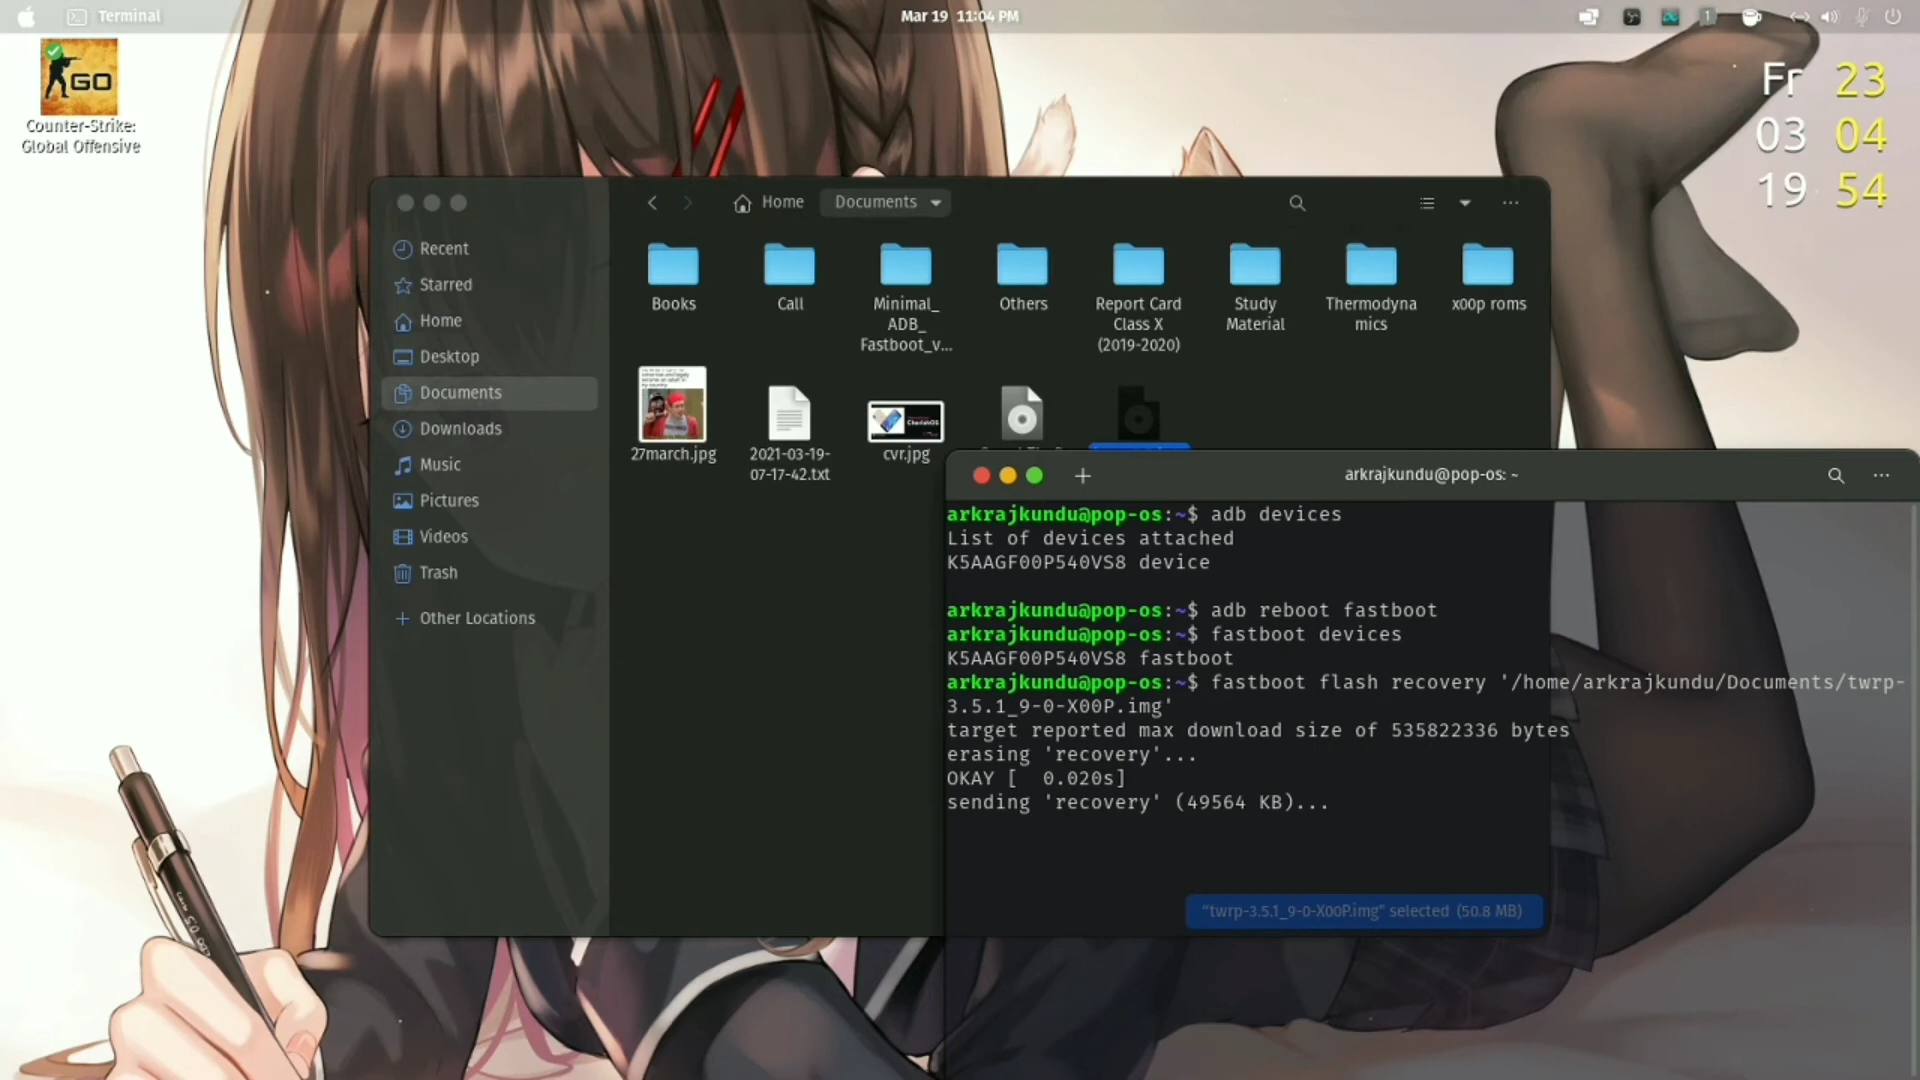 Terminal
Mar 19 11:04 PM
1
GO
Counter-Strike:
Global Offensive
Fr 23
03 04
19 54
Home
Documents
Recent
Starred
Home
Desktop
Documents
Downloads
Music
Pictures
Videos
Trash
Other Locations
Books
Call
Minimal_
ADB_
Fastboot_v...
Others
Report Card
Class X
(2019-2020)
Study
Material
Thermodyna
mics
x00p roms
27march.jpg
2021-03-19-
07-17-42.txt
CherishOS
cvr.jpg
arkrajkundu@pop-os: ~
arkrajkundu@pop-os:~$ adb devices
List of devices attached
K5AAGF00P540VS8 device
arkrajkundu@pop-os:~$ adb reboot fastboot
arkrajkundu@pop-os:~$ fastboot devices
K5AAGF00P540VS8 fastboot
arkrajkundu@pop-os:~$ fastboot flash recovery '/home/arkrajkundu/Documents/twrp-
3.5.1_9-0-X00P.img'
target reported max download size of 535822336 bytes
erasing 'recovery'...
OKAY [  0.020s]
sending 'recovery' (49564 KB)...
"twrp-3.5.1_9-0-X00P.img" selected (50.8 MB)